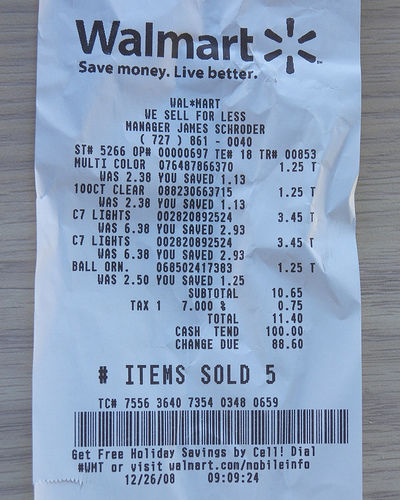 Walmart
Save money. Live better.
WAL*MART
WE SELL FOR LESS
MANAGER JAMES SCHRODER
( 727 ) 861 - 0040
ST# 5266 OP# 00000697 TE# 18 TR# 00853
MULTI COLOR 076487866370 1.25 T
WAS 2.38 YOU SAVED 1.13
100CT CLEAR 088230663715 1.25 T
WAS 2.38 YOU SAVED 1.13
C7 LIGHTS 002820892524 3.45 T
WAS 6.38 YOU SAVED 2.93
C7 LIGHTS 002820892524 3.45 T
WAS 6.38 YOU SAVED 2.93
BALL ORN. 068502417383 1.25 T
WAS 2.50 YOU SAVED 1.25
SUBTOTAL 10.65
TAX 1 7.000 % 0.75
TOTAL 11.40
CASH TEND 100.00
CHANGE DUE 88.60
# ITEMS SOLD 5
TC# 7556 3640 7354 0348 0659
Get Free Holiday Savings by Cell! Dial
#WMT or visit walmart.com/mobileinfo
12/26/08 09:09:24